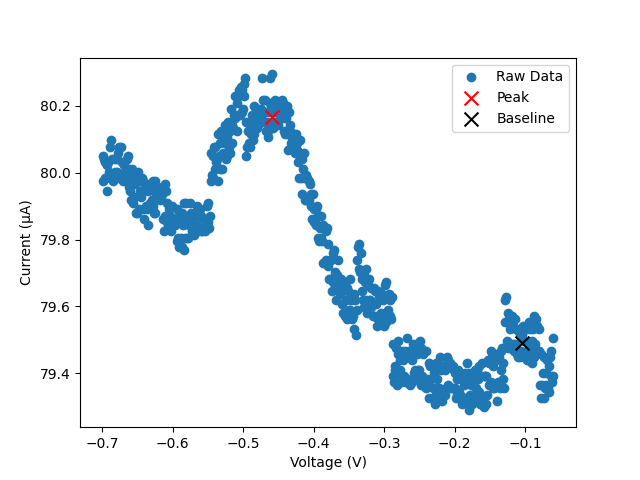 Raw Data
Peak
Baseline
80.2
80.0
79.8
79.6
79.4
Current (μA)
−0.7 −0.6 −0.5 −0.4 −0.3 −0.2 −0.1
Voltage (V)